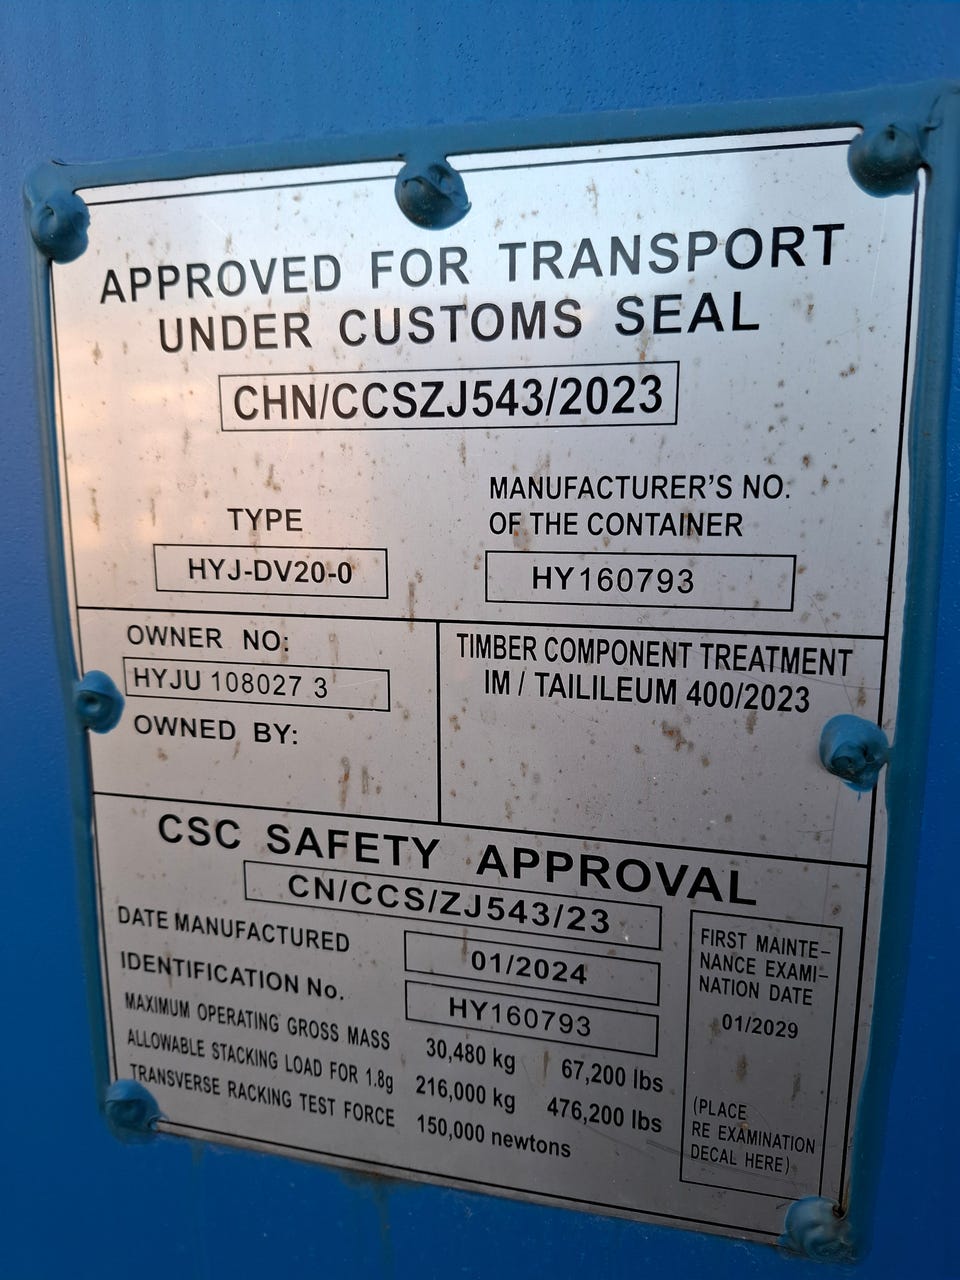 APPROVED FOR TRANSPORT
UNDER CUSTOMS SEAL
CHN/CCSZJ543/2023
TYPE
HYJ-DV20-0
MANUFACTURER'S NO.
OF THE CONTAINER
HY160793
OWNER NO:
HYJU 108027 3
OWNED BY:
TIMBER COMPONENT TREATMENT
IM / TAILILEUM 400/2023
CSC SAFETY APPROVAL
CN/CCS/ZJ543/23
DATE MANUFACTURED 01/2024
IDENTIFICATION No. HY160793
MAXIMUM OPERATING GROSS MASS 30,480 kg 67,200 lbs
ALLOWABLE STACKING LOAD FOR 1.8g 216,000 kg 476,200 lbs
TRANSVERSE RACKING TEST FORCE 150,000 newtons
FIRST MAINTE-
NANCE EXAMI-
NATION DATE
01/2029
(PLACE
RE EXAMINATION
DECAL HERE)